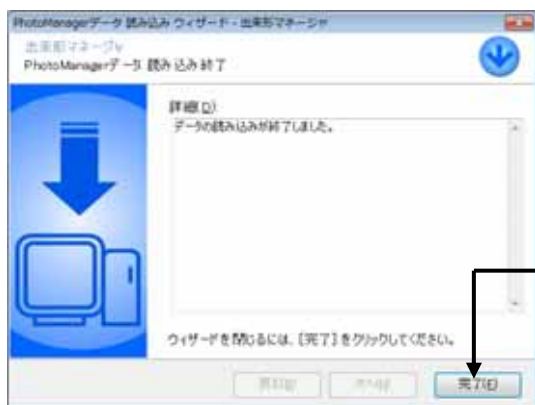 PhotoManagerデータ 読み込み ウィザード - 出来形マネージャ
出来形マネージャ
PhotoManagerデータ 読み込み終了
詳細(D)
データの読み込みが終了しました。
ウィザードを閉じるには、[完了]をクリックしてください。
完了(E)